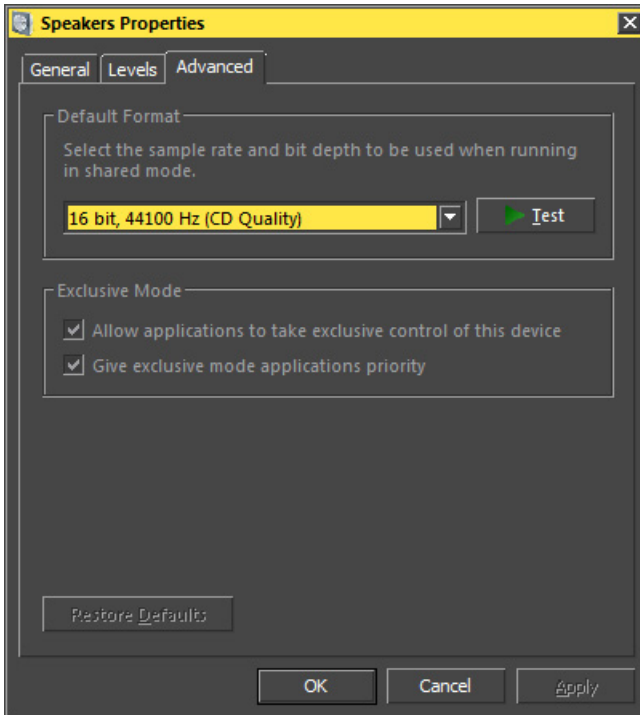 Speakers Properties
General Levels Advanced
Default Format
Select the sample rate and bit depth to be used when running
in shared mode.
16 bit, 44100 Hz (CD Quality)
Test
Exclusive Mode
Allow applications to take exclusive control of this device
Give exclusive mode applications priority
Restore Defaults
OK Cancel Apply